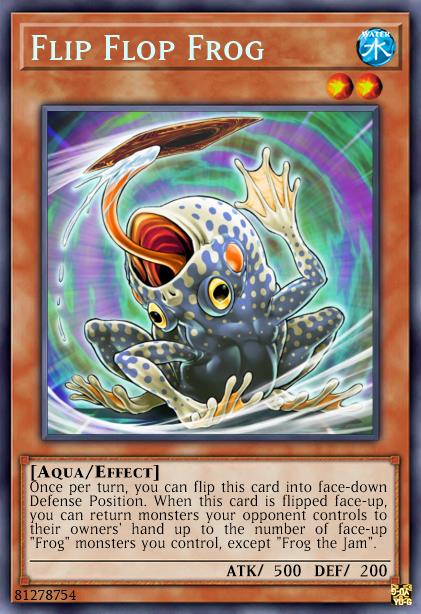 Flip Flop Frog
WATER
水
[Aqua/Effect]
Once per turn, you can flip this card into face-down
Defense Position. When this card is flipped face-up,
you can return monsters your opponent controls to
their owners' hand up to the number of face-up
"Frog" monsters you control, except "Frog the Jam".
ATK/ 500 DEF/ 200
81278754